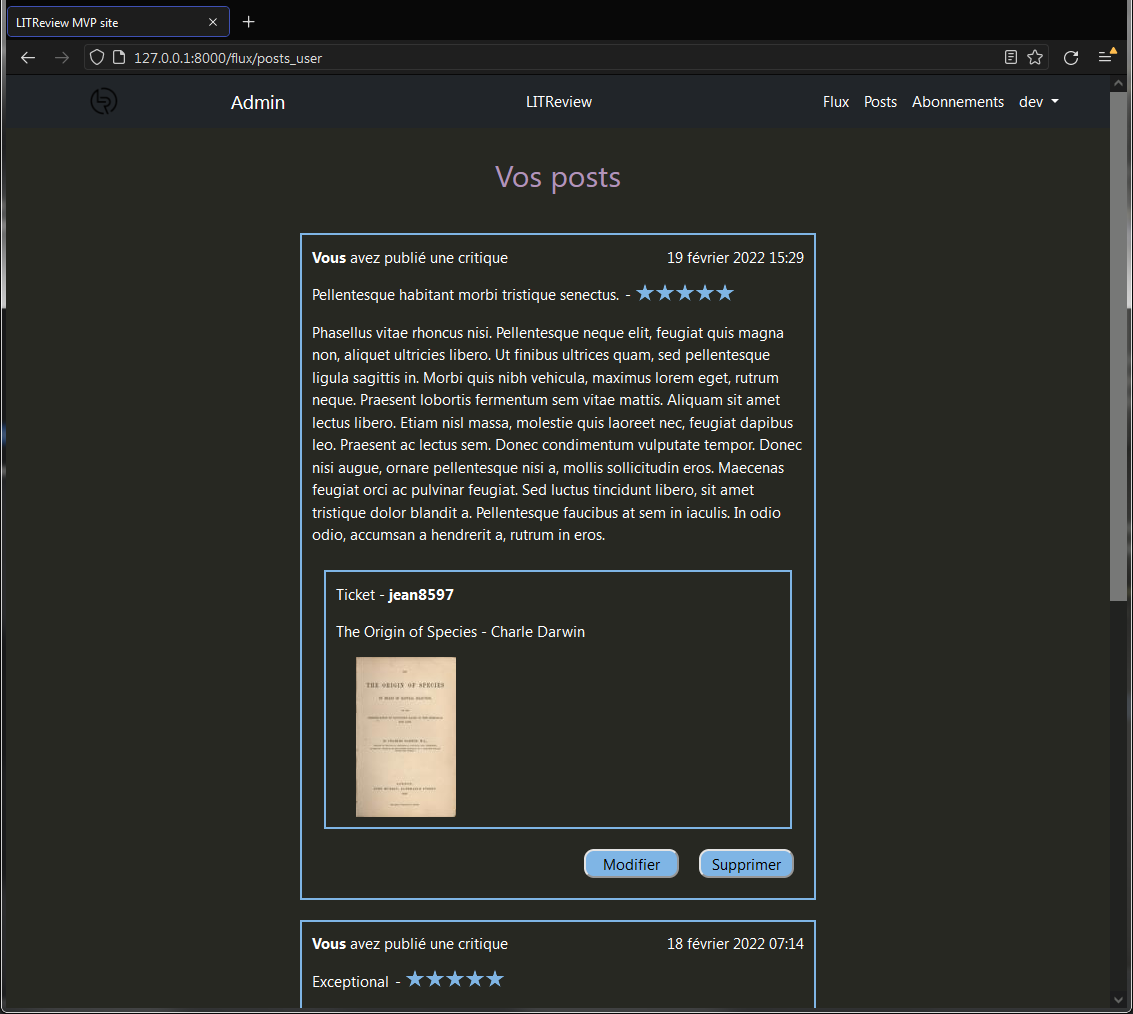 LITReview MVP site
127.0.0.1:8000/flux/posts_user
Admin
LITReview
Flux Posts Abonnements dev
Vos posts
Vous avez publié une critique 19 février 2022 15:29
Pellentesque habitant morbi tristique senectus. - ★★★★★
Phasellus vitae rhoncus nisi. Pellentesque neque elit, feugiat quis magna
non, aliquet ultricies libero. Ut finibus ultrices quam, sed pellentesque
ligula sagittis in. Morbi quis nibh vehicula, maximus lorem eget, rutrum
neque. Praesent lobortis fermentum sem vitae mattis. Aliquam sit amet
lectus libero. Etiam nisl massa, molestie quis laoreet nec, feugiat dapibus
leo. Praesent ac lectus sem. Donec condimentum vulputate tempor. Donec
nisi augue, ornare pellentesque nisi a, mollis sollicitudin eros. Maecenas
feugiat orci ac pulvinar feugiat. Sed luctus tincidunt libero, sit amet
tristique dolor blandit a. Pellentesque faucibus at sem in iaculis. In odio
odio, accumsan a hendrerit a, rutrum in eros.
Ticket - jean8597
The Origin of Species - Charle Darwin
THE ORIGIN OF SPECIES
Modifier Supprimer
Vous avez publié une critique 18 février 2022 07:14
Exceptional - ★★★★★